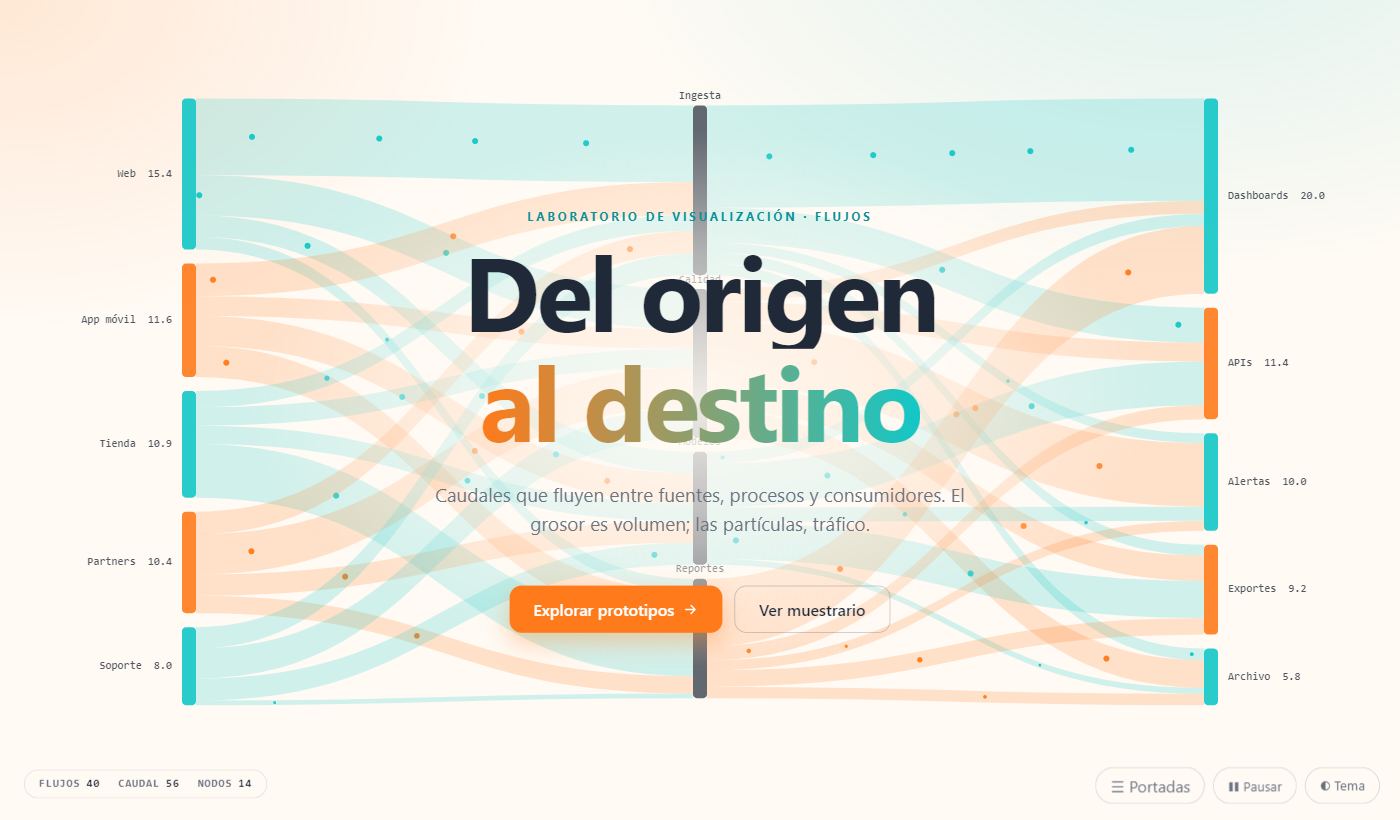 Ingesta
Web 15.4
Dashboards 20.0
LABORATORIO DE VISUALIZACIÓN · FLUJOS
Calidad
Del origen
App móvil 11.6
APIs 11.4
al destino
Tienda 10.9
Modelos
Alertas 10.0
Caudales que fluyen entre fuentes, procesos y consumidores. El
grosor es volumen; las partículas, tráfico.
Partners 10.4
Reportes
Exportes 9.2
Explorar prototipos →
Ver muestrario
Soporte 8.0
Archivo 5.8
FLUJOS 40 CAUDAL 56 NODOS 14
☰ Portadas
Pausar
Tema